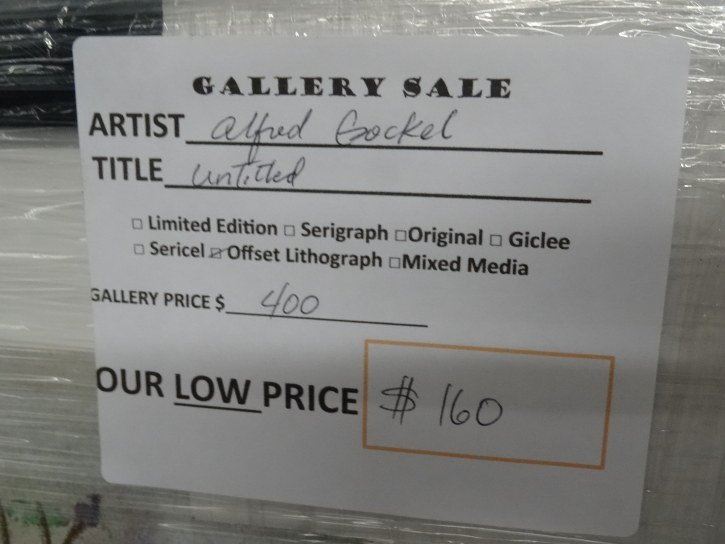 GALLERY SALE
ARTIST Alfred Gockel
TITLE Untitled
☐ Limited Edition ☐ Serigraph ☐Original ☐ Giclee
☐ Sericel ☑ Offset Lithograph ☐Mixed Media
GALLERY PRICE $ 400
OUR LOW PRICE $ 160